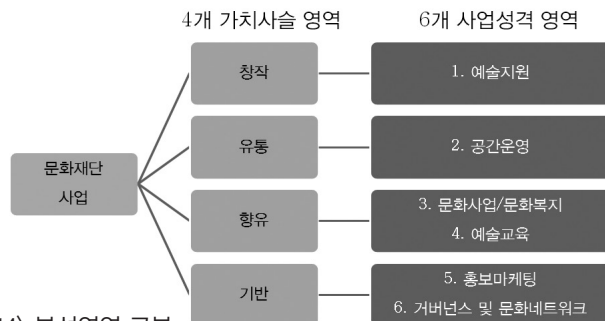 4개 가치사슬 영역
6개 사업성격 영역
창작
1. 예술지원
유통
2. 공간운영
문화재단
사업
향유
3. 문화사업/문화복지
4. 예술교육
기반
5. 홍보마케팅
6. 거버넌스 및 문화네트워크